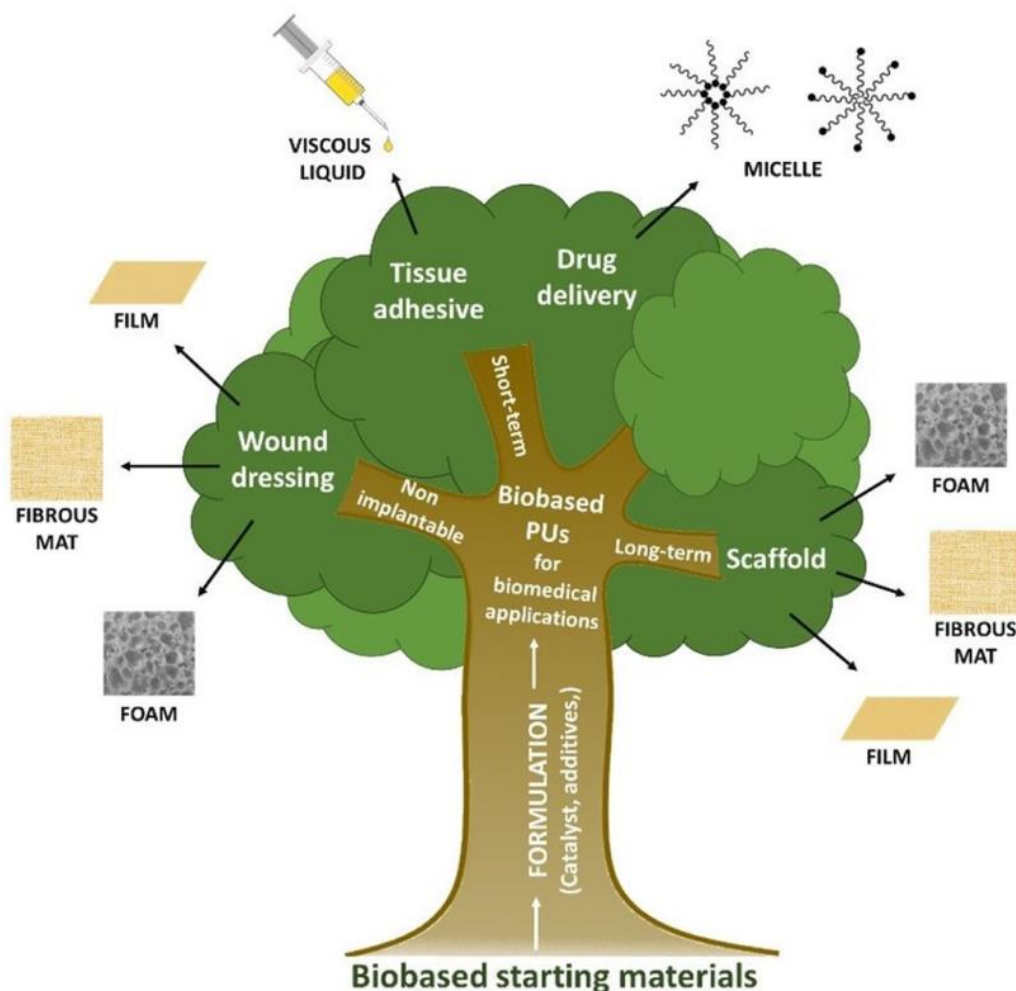 VISCOUS
LIQUID
MICELLE
Tissue
adhesive
Drug
delivery
FILM
Short-term
Wound
dressing
FIBROUS
MAT
Non
implantable
Biobased
PUs
for
biomedical
applications
Long-term
Scaffold
FOAM
FIBROUS
MAT
FOAM
FILM
FORMULATION
(Catalyst, additives,)
Biobased starting materials